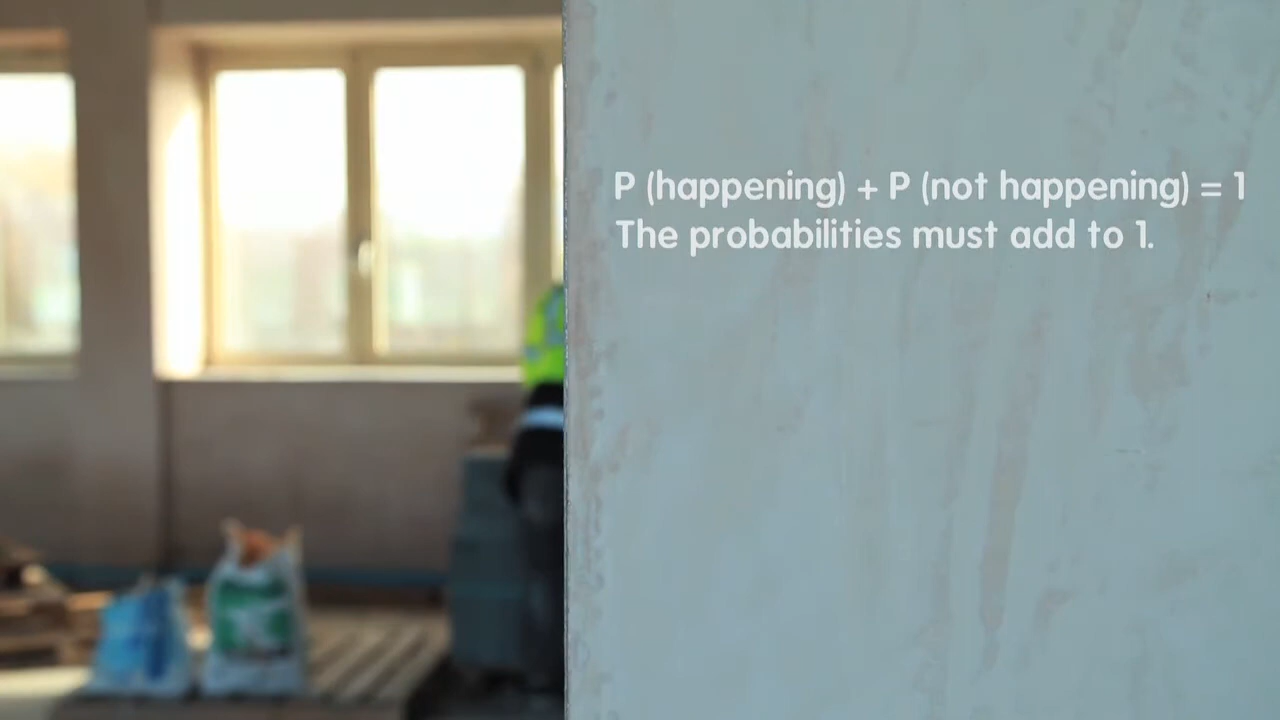 P (happening) + P (not happening) = 1
The probabilities must add to 1.